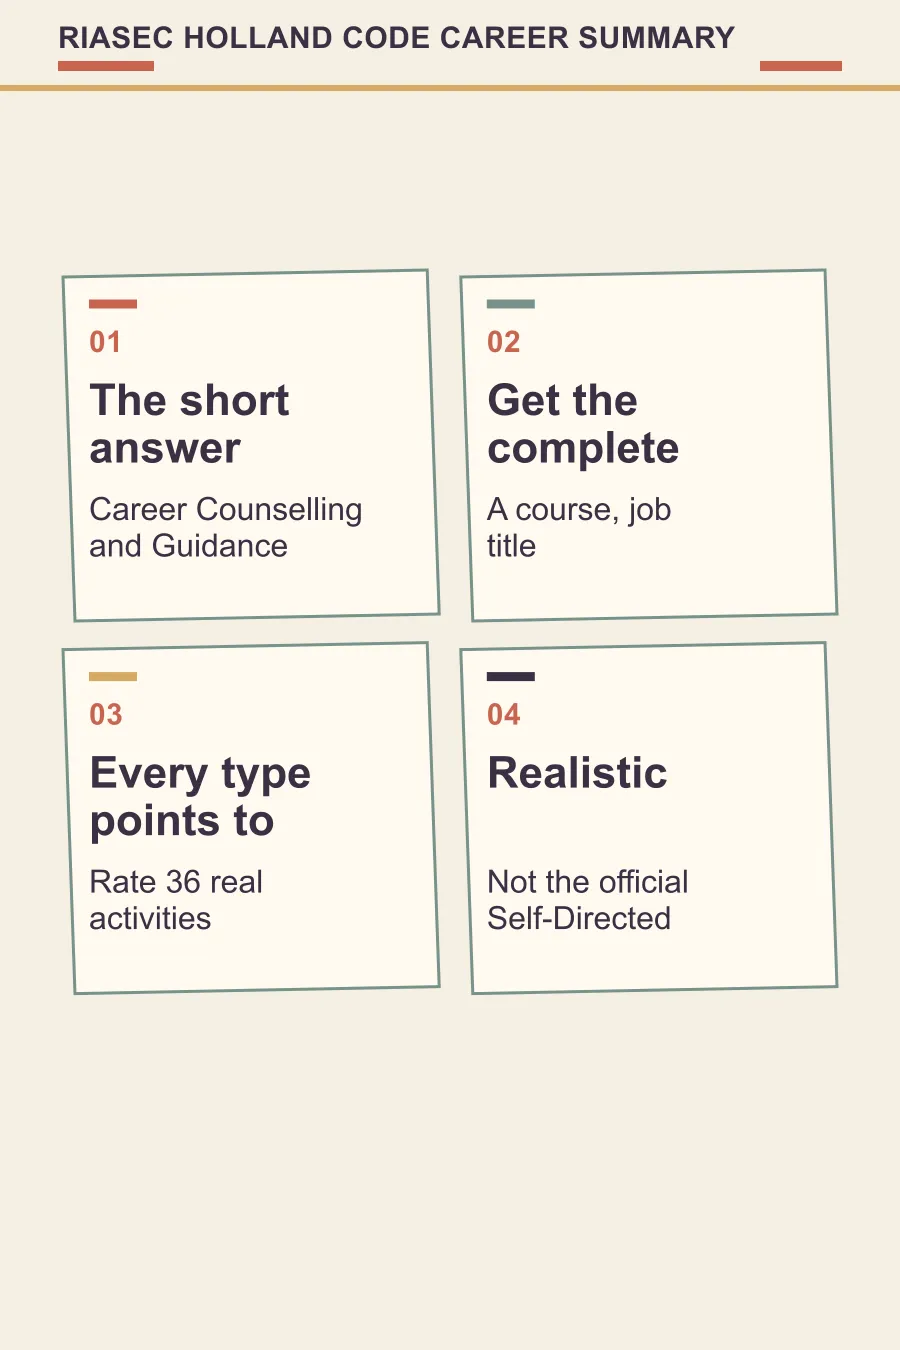 RIASEC HOLLAND CODE CAREER SUMMARY
01
The short
answer
Career Counselling
and Guidance
02
Get the
complete
A course, job
title
03
Every type
points to
Rate 36 real
activities
04
Realistic
Not the official
Self-Directed